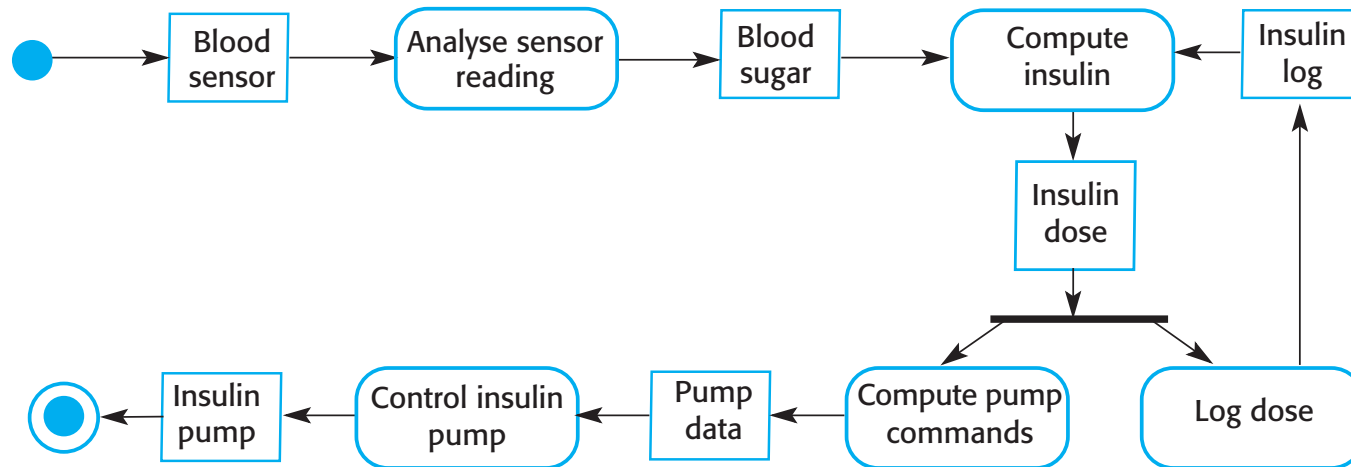 Blood
sensor
Analyse sensor
reading
Blood
sugar
Compute
insulin
Insulin
log
Insulin
dose
Insulin
pump
Control insulin
pump
Pump
data
Compute pump
commands
Log dose